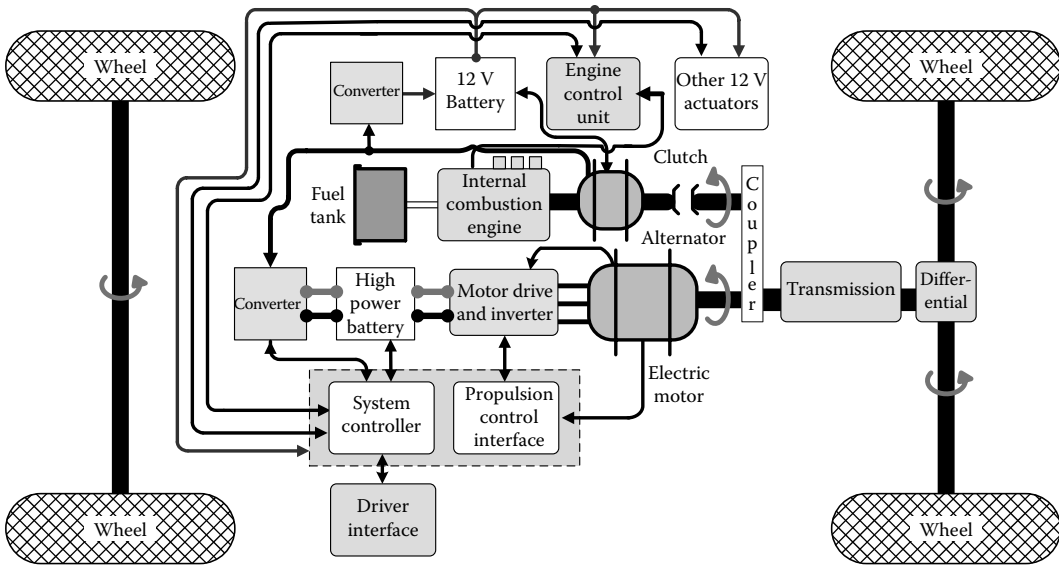 Wheel
Wheel
12 V
Battery
Engine
control
unit
Other 12 V
actuators
Converter
Clutch
Fuel
tank
Internal
combustion
engine
Alternator
Coupler
Converter
High
power
battery
Motor drive
and inverter
Transmission
Differ-
ential
Electric
motor
System
controller
Propulsion
control
interface
Driver
interface
Wheel
Wheel